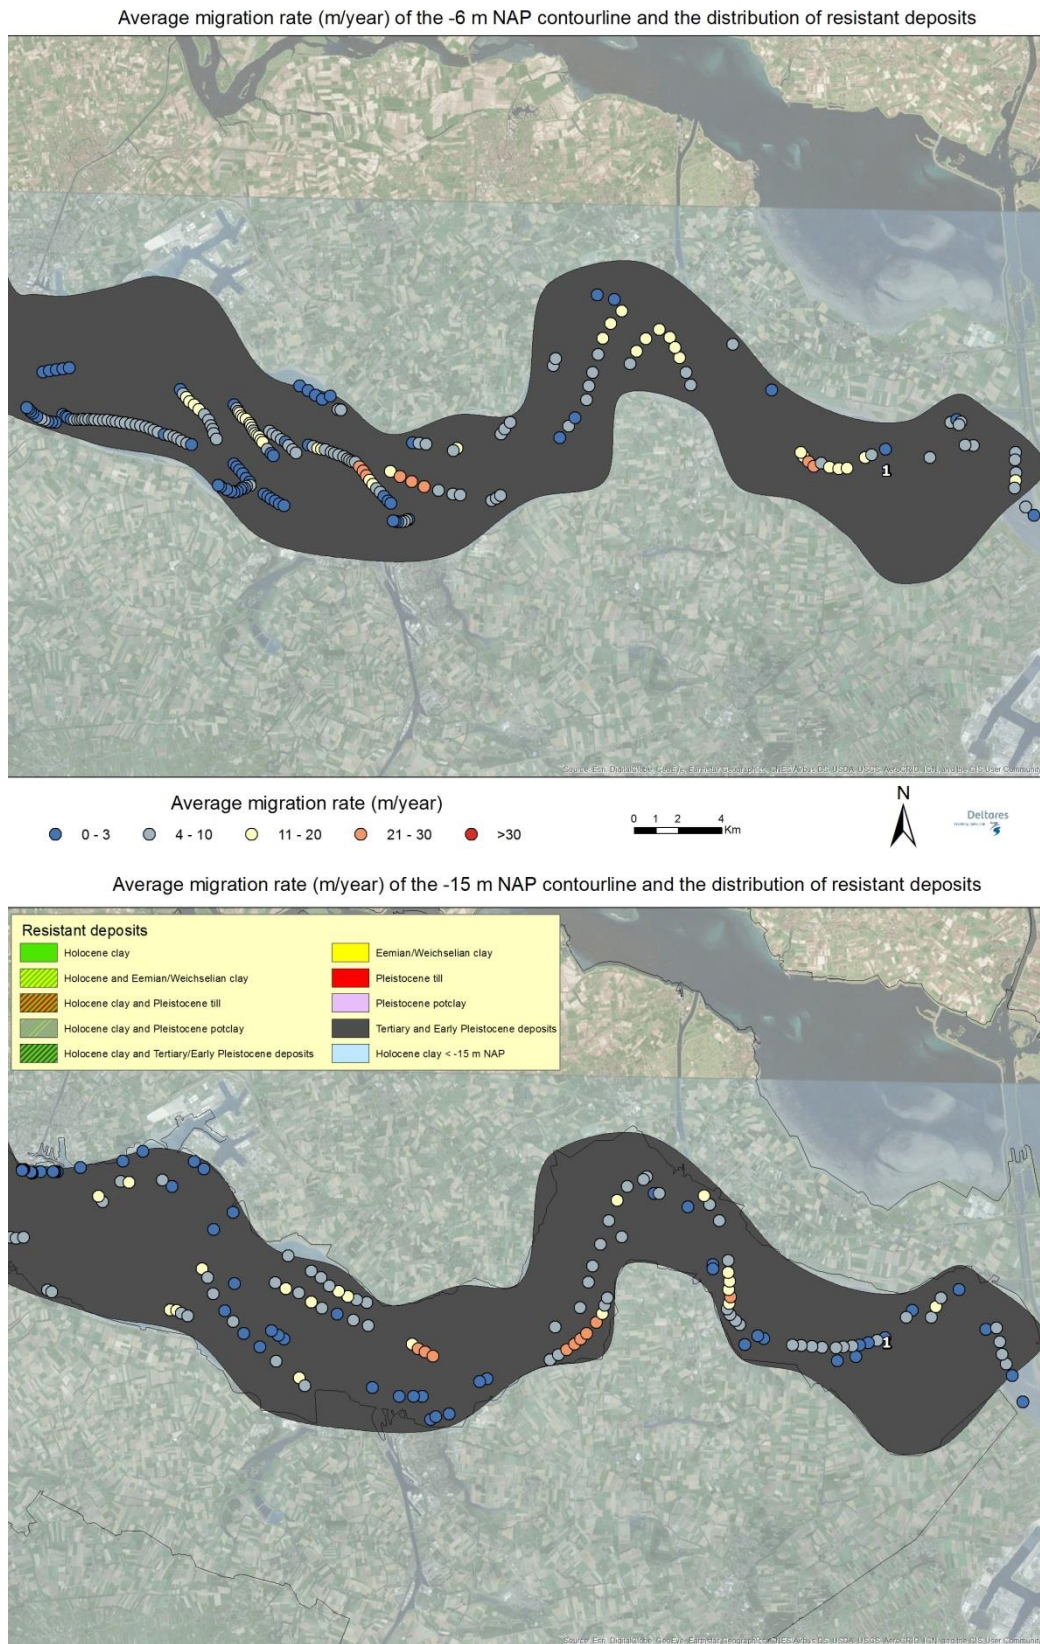 Average migration rate (m/year) of the -6 m NAP contourline and the distribution of resistant deposits
1
Average migration rate (m/year)
0 - 3
4 - 10
11 - 20
21 - 30
>30
0 1 2 4
Km
N
Deltares
Average migration rate (m/year) of the -15 m NAP contourline and the distribution of resistant deposits
Resistant deposits
Holocene clay
Eemian/Weichselian clay
Holocene and Eemian/Weichselian clay
Pleistocene till
Holocene clay and Pleistocene till
Pleistocene potclay
Holocene clay and Pleistocene potclay
Tertiary and Early Pleistocene deposits
Holocene clay and Tertiary/Early Pleistocene deposits
Holocene clay < -15 m NAP
1